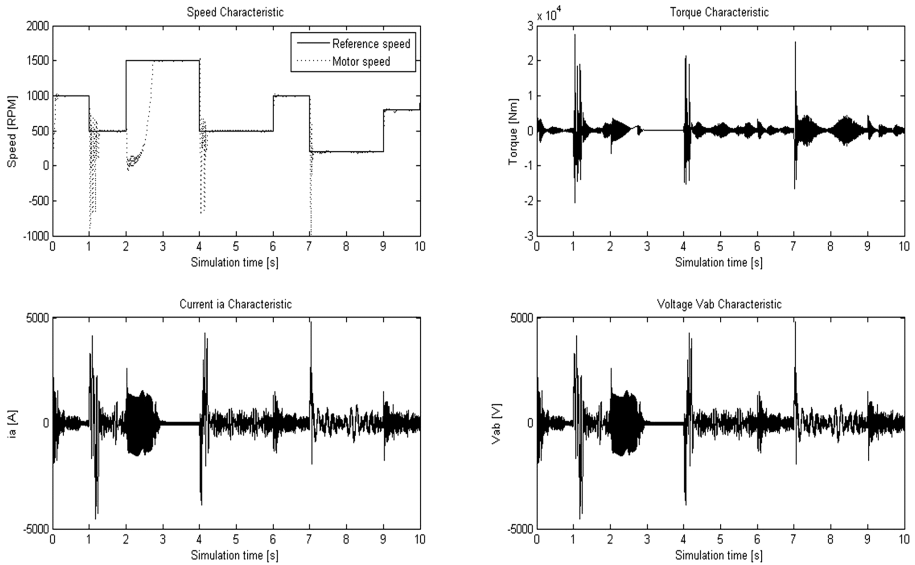 Speed Characteristic
2000
1500
1000
500
0
-500
-1000
Speed [RPM]
Reference speed
Motor speed
0 1 2 3 4 5 6 7 8 9 10
Simulation time [s]
Torque Characteristic
x 10^4
3
2
1
0
-1
-2
-3
Torque [Nm]
0 1 2 3 4 5 6 7 8 9 10
Simulation time [s]
Current ia Characteristic
5000
0
-5000
ia [A]
0 1 2 3 4 5 6 7 8 9 10
Simulation time [s]
Voltage Vab Characteristic
5000
0
-5000
Vab [V]
0 1 2 3 4 5 6 7 8 9 10
Simulation time [s]